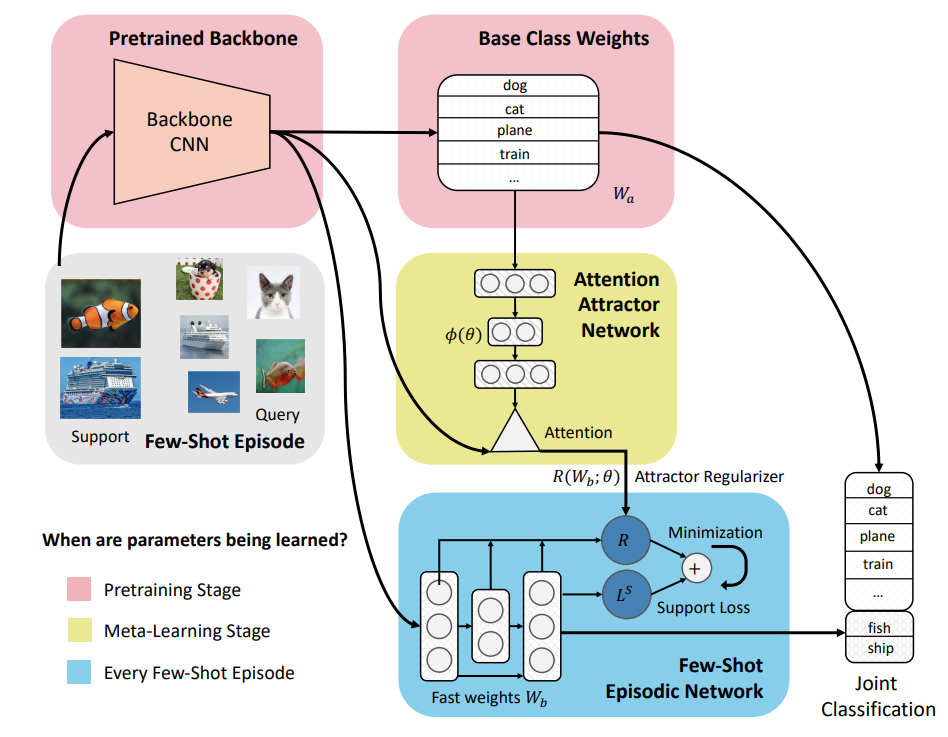 Pretrained Backbone
Backbone
CNN
Base Class Weights
dog
cat
plane
train
...
W_a
Support
Query
Few-Shot Episode
Attention
Attractor
Network
ϕ(θ)
Attention
R(W_b; θ)
Attractor Regularizer
When are parameters being learned?
Pretraining Stage
Meta-Learning Stage
Every Few-Shot Episode
R
L^S
+
Minimization
Support Loss
Fast weights W_b
Few-Shot
Episodic Network
dog
cat
plane
train
...
fish
ship
Joint
Classification